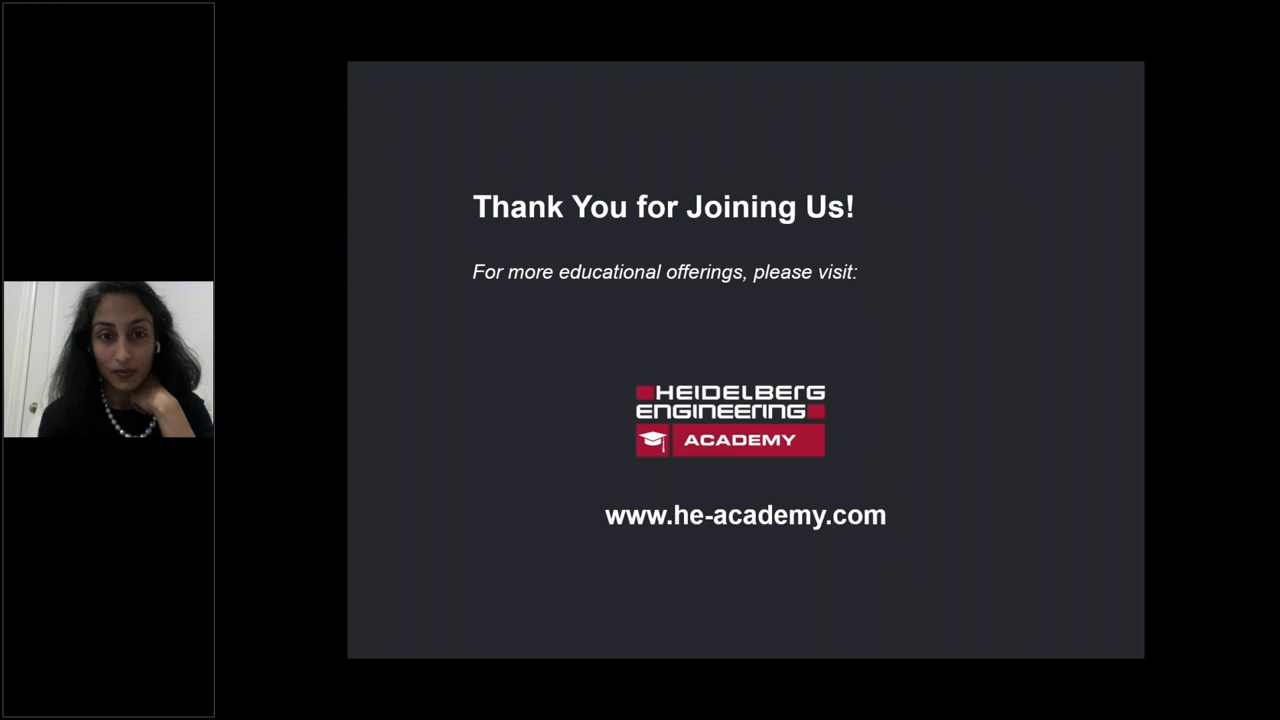 Thank You for Joining Us!
For more educational offerings, please visit:
HEIDELBERG
ENGINEERING
ACADEMY
www.he-academy.com